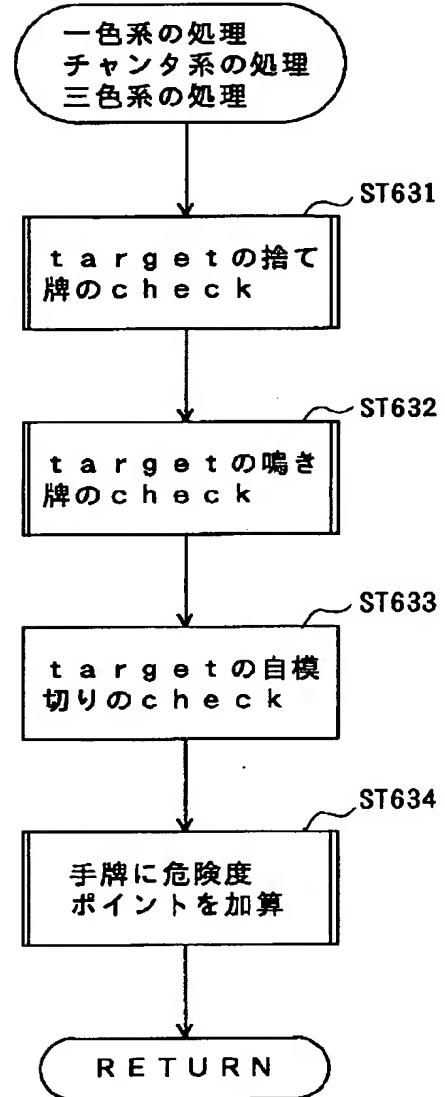 一色系の処理
チャンタ系の処理
三色系の処理
ST631
ｔａｒｇｅｔの捨て
牌のｃｈｅｃｋ
ST632
ｔａｒｇｅｔの鳴き
牌のｃｈｅｃｋ
ST633
ｔａｒｇｅｔの自模
切りのｃｈｅｃｋ
ST634
手牌に危険度
ポイントを加算
ＲＥＴＵＲＮ